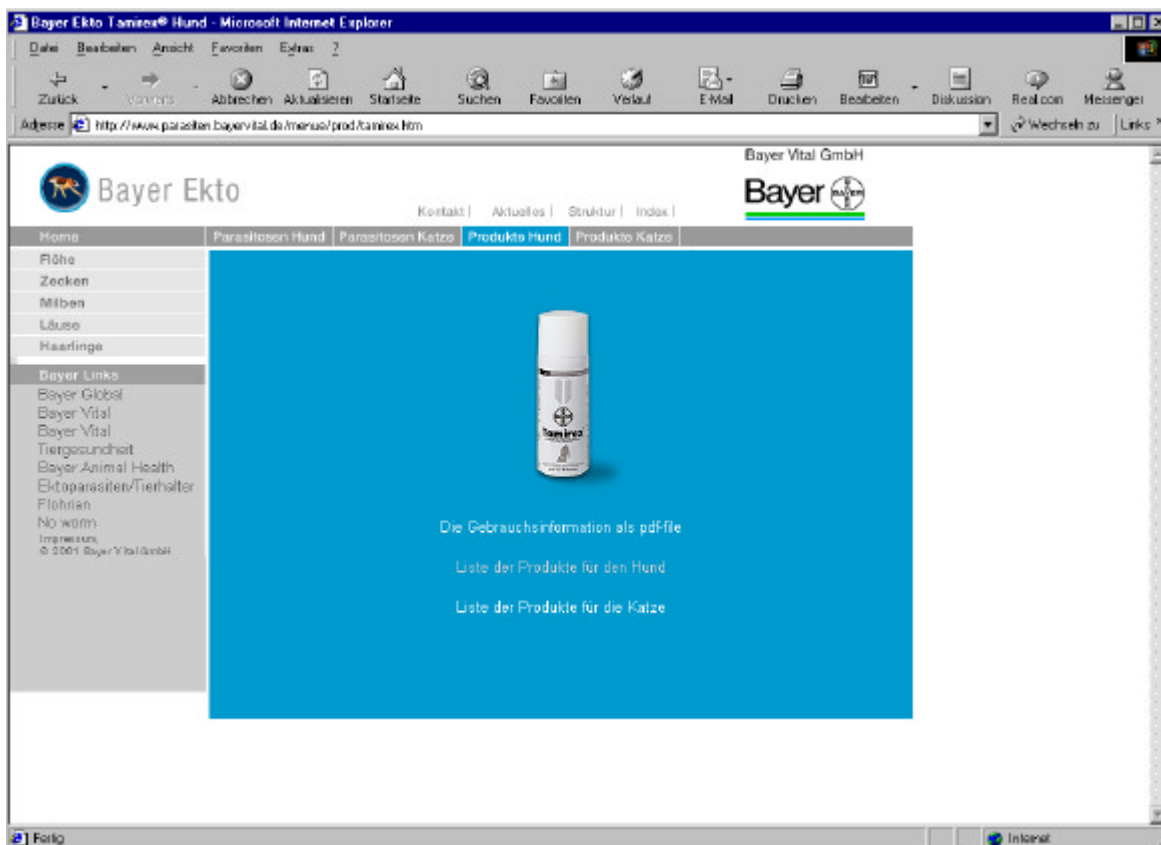 Bayer Ekto Tamirex® Hund - Microsoft Internet Explorer
Datei Bearbeiten Ansicht Favoriten Extras ?
Zurück Vorwärts Abbrechen Aktualisieren Startseite Suchen Favoriten Verlauf E-Mail Drucken Bearbeiten Diskussion Real.com Messenger
Adresse http://www.parasiten.bayervital.de/menue/prod/tamirex.htm Wechseln zu Links »
Bayer Vital GmbH
Bayer Ekto
Bayer
BAYER
Kontakt | Aktuelles | Struktur | Index |
Home Parasitosen Hund Parasitosen Katze Produkte Hund Produkte Katze
Flöhe
Zecken
Milben
Läuse
Haarlinge
Bayer Links
Bayer Global
Bayer Vital
Bayer Vital
Tiergesundheit
Bayer Animal Health
Ektoparasiten/Tierhalter
Flohrian
No worm
Impressum,
© 2001 Bayer Vital GmbH
Tamirex
Die Gebrauchsinformation als pdf-file
Liste der Produkte für den Hund
Liste der Produkte für die Katze
Fertig Internet